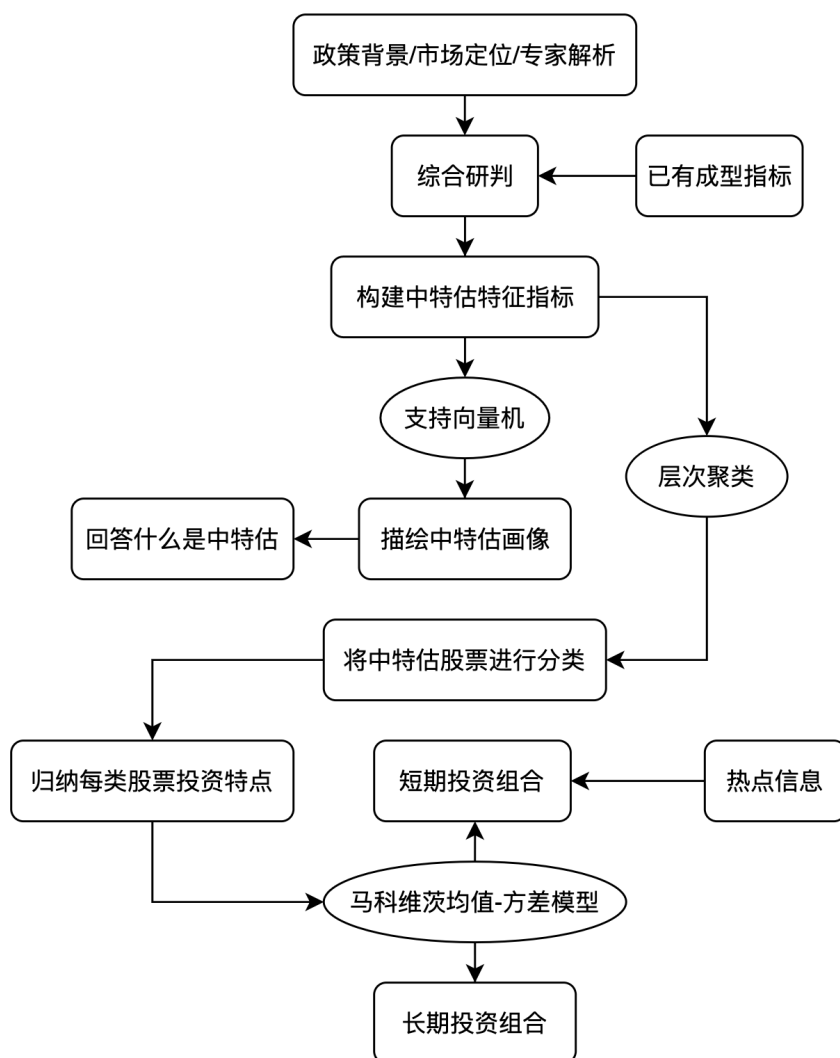 政策背景/市场定位/专家解析
综合研判
已有成型指标
构建中特估特征指标
支持向量机
层次聚类
回答什么是中特估
描绘中特估画像
将中特估股票进行分类
归纳每类股票投资特点
短期投资组合
热点信息
马科维茨均值-方差模型
长期投资组合